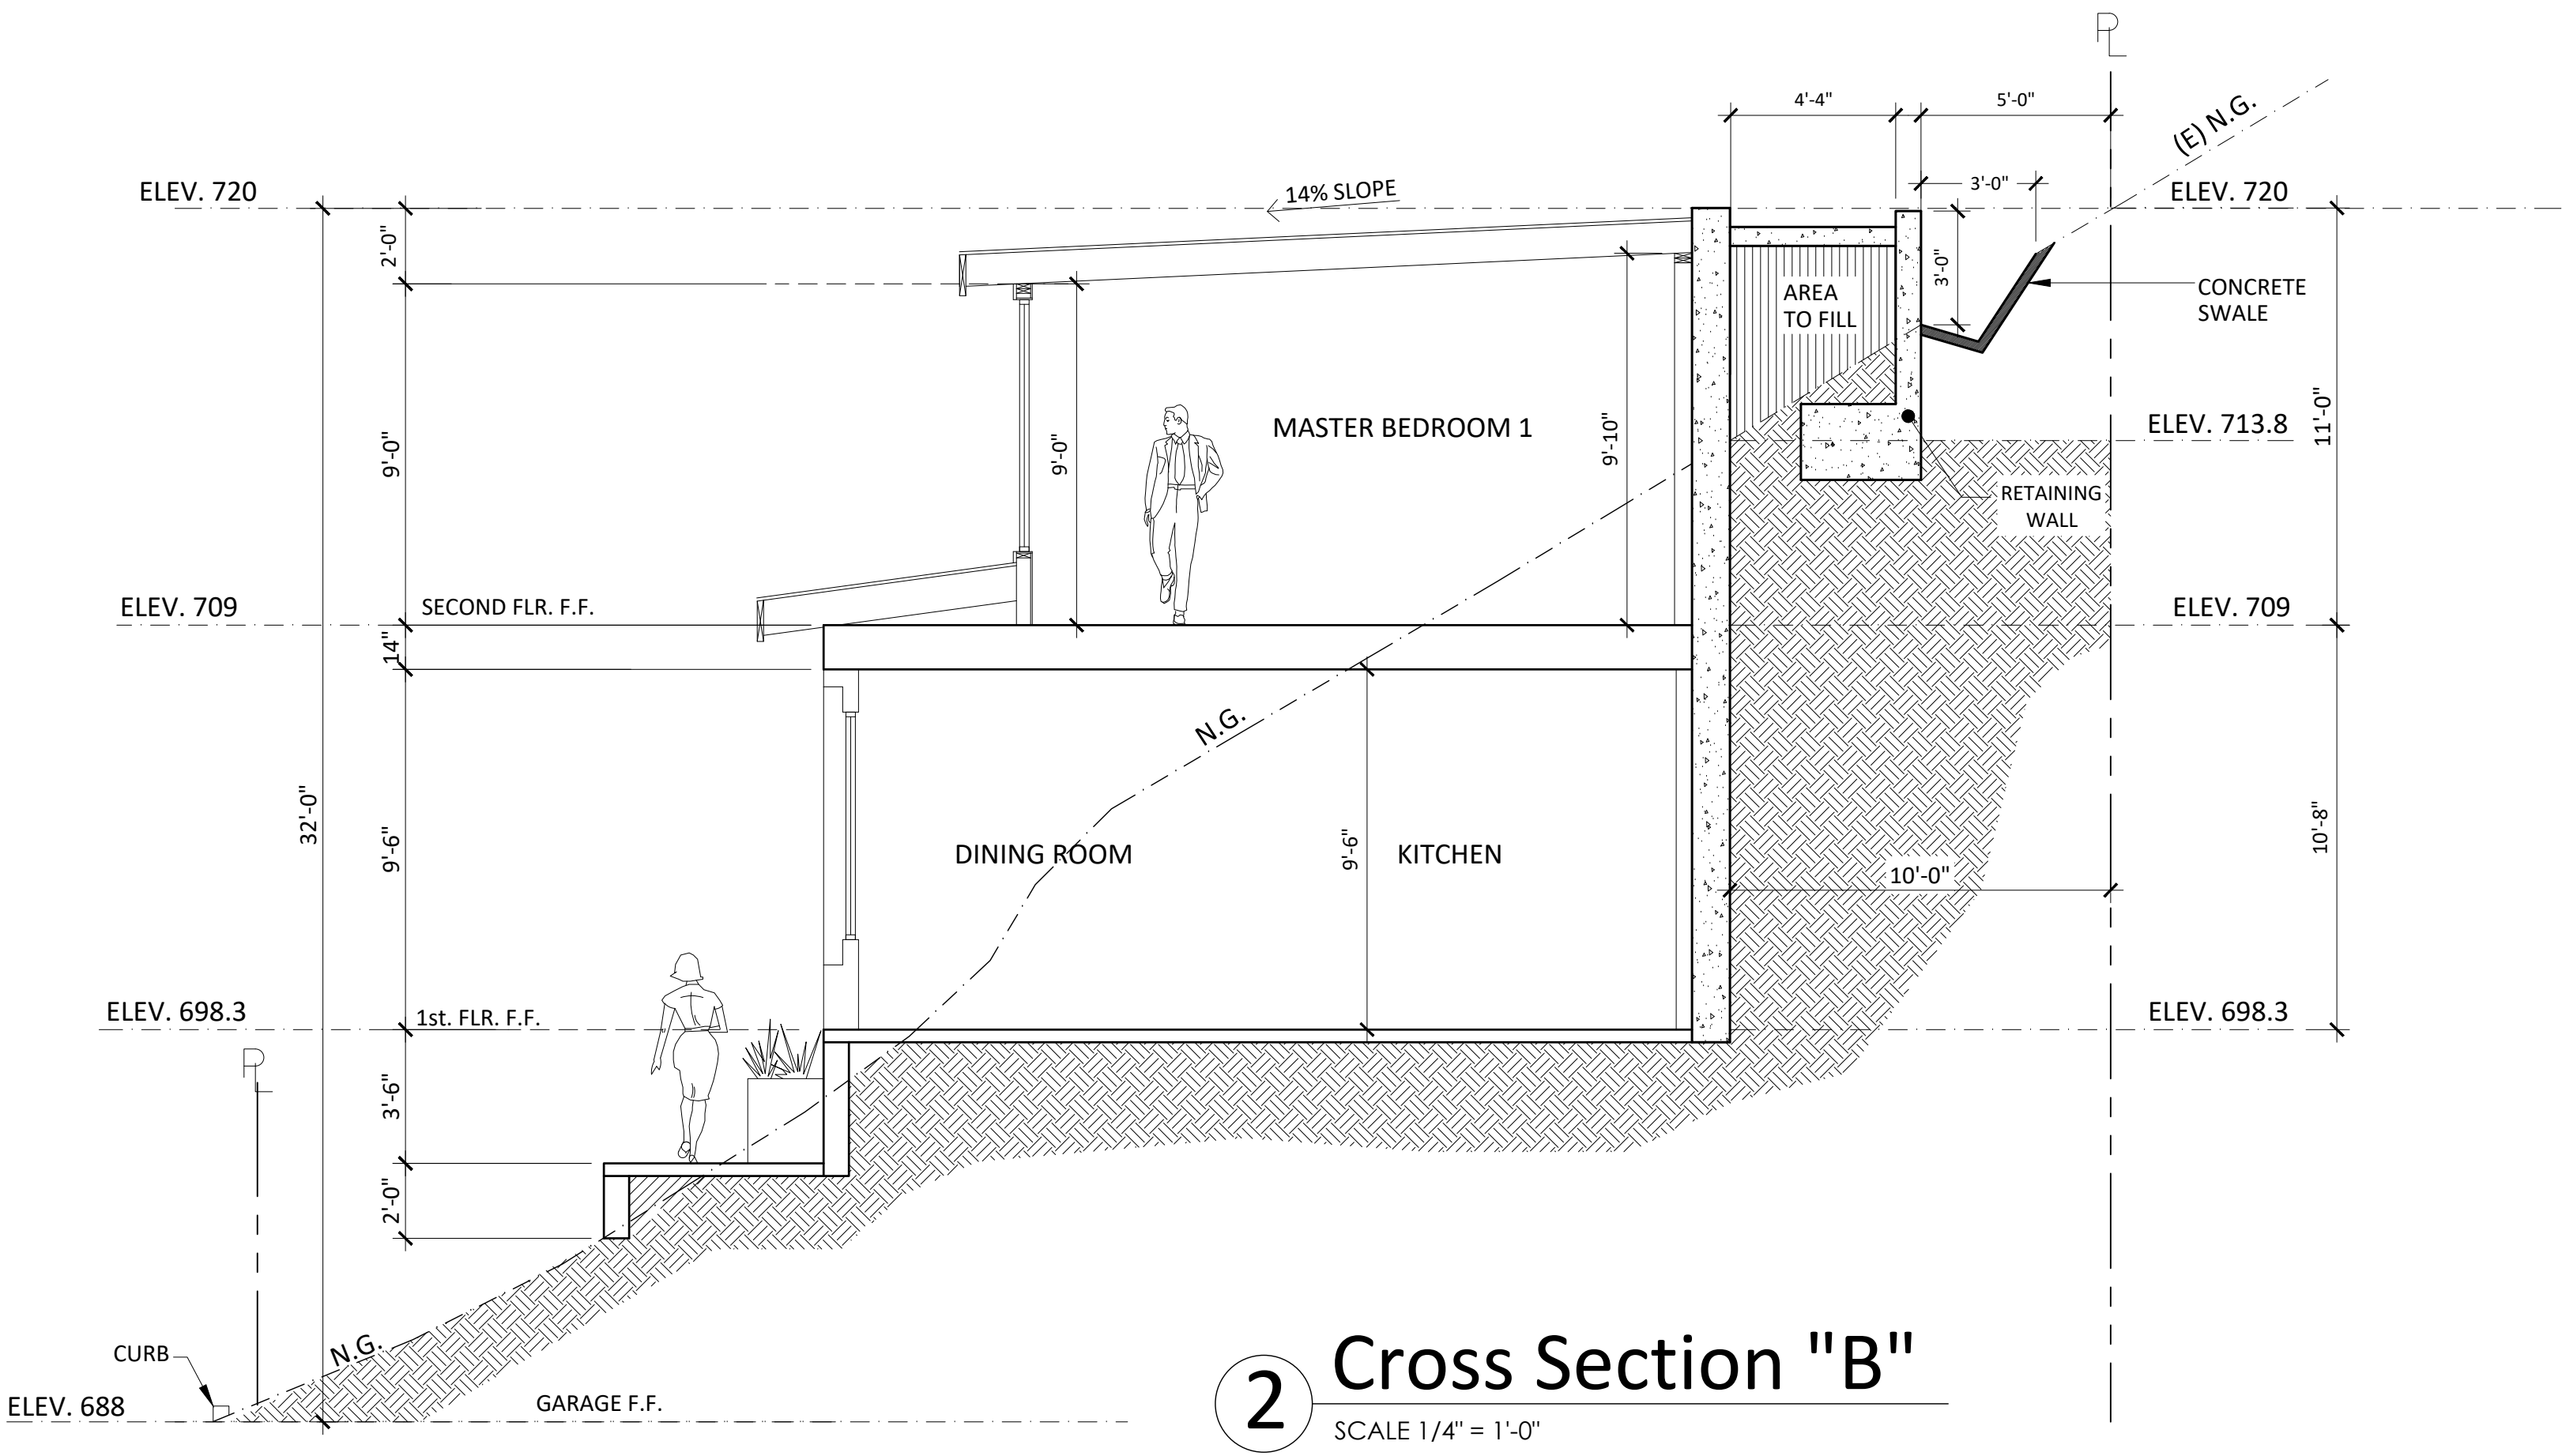 PL
4'-4"
5'-0"
(E) N.G.
3'-0"
ELEV. 720
14% SLOPE
ELEV. 720
2'-0"
3'-0"
AREA
TO FILL
CONCRETE
SWALE
9'-0"
9'-0"
MASTER BEDROOM 1
9'-10"
ELEV. 713.8
11'-0"
RETAINING
WALL
ELEV. 709
SECOND FLR. F.F.
ELEV. 709
14"
N.G.
32'-0"
9'-6"
DINING ROOM
9'-6"
KITCHEN
10'-0"
10'-8"
ELEV. 698.3
1st. FLR. F.F.
ELEV. 698.3
PL
3'-6"
2'-0"
CURB
N.G.
ELEV. 688
GARAGE F.F.
2
Cross Section "B"
SCALE 1/4" = 1'-0"